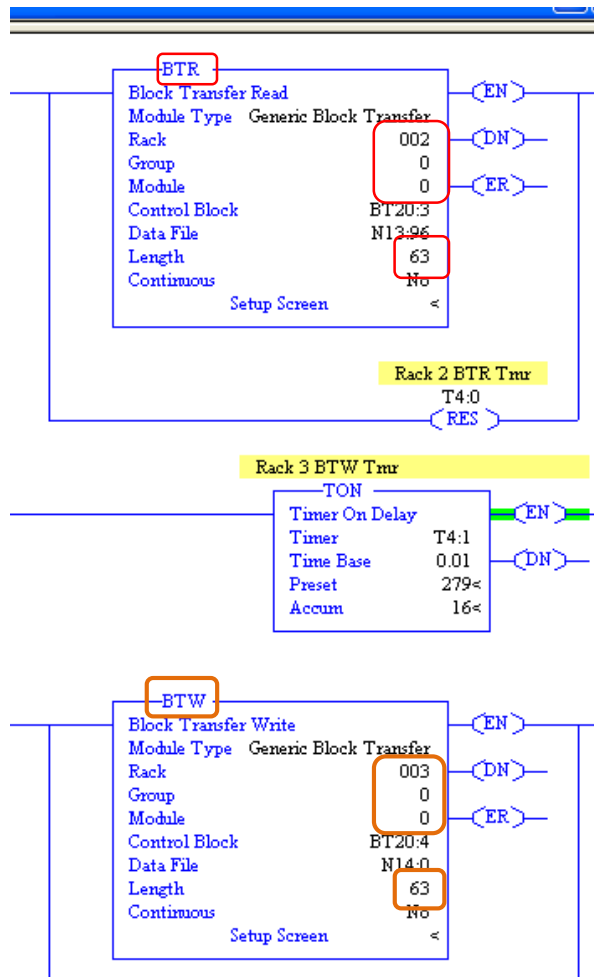 BTR
Block Transfer Read
EN
Module Type Generic Block Transfer
Rack 002
DN
Group 0
Module 0
ER
Control Block BT20:3
Data File N13:96
Length 63
Continuous No
Setup Screen <
Rack 2 BTR Tmr
T4:0
RES
Rack 3 BTW Tmr
TON
Timer On Delay
EN
Timer T4:1
Time Base 0.01
DN
Preset 279<
Accum 16<
BTW
Block Transfer Write
EN
Module Type Generic Block Transfer
Rack 003
DN
Group 0
Module 0
ER
Control Block BT20:4
Data File N14:0
Length 63
Continuous No
Setup Screen <